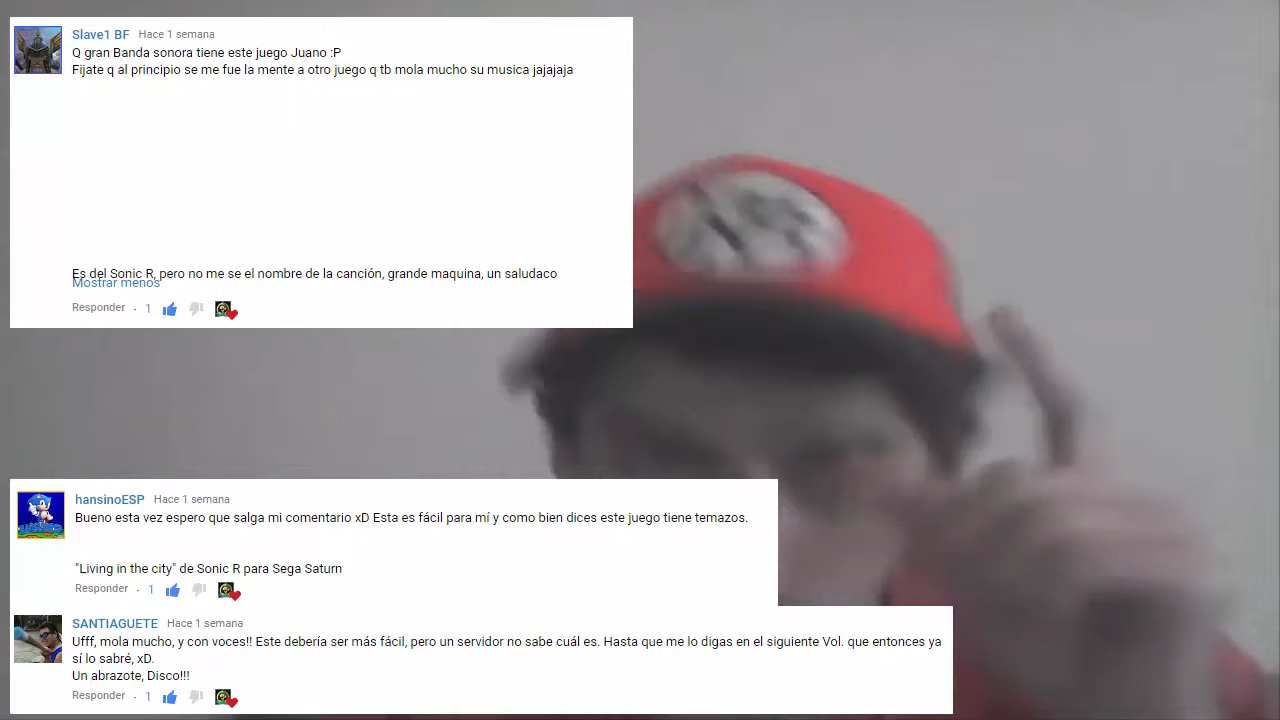 Slave1 BF Hace 1 semana
Q gran Banda sonora tiene este juego Juano :P
Fijate q al principio se me fue la mente a otro juego q tb mola mucho su musica jajajaja
Es del Sonic R, pero no me se el nombre de la canción, grande maquina, un saludaco
Mostrar menos
Responder · 1
hansinoESP Hace 1 semana
Bueno esta vez espero que salga mi comentario xD Esta es fácil para mí y como bien dices este juego tiene temazos.
"Living in the city" de Sonic R para Sega Saturn
Responder · 1
SANTIAGUETE Hace 1 semana
Ufff, mola mucho, y con voces!! Este debería ser más fácil, pero un servidor no sabe cuál es. Hasta que me lo digas en el siguiente Vol. que entonces ya
sí lo sabré, xD.
Un abrazote, Disco!!!
Responder · 1